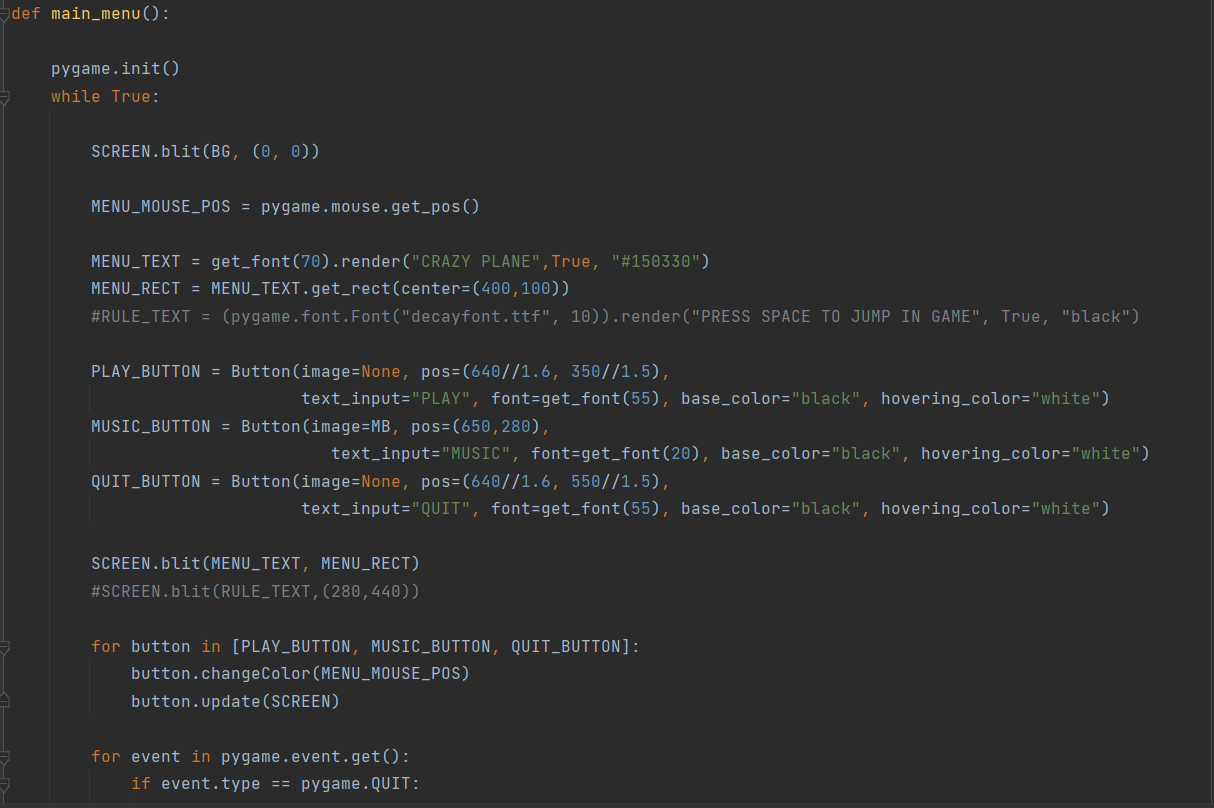 def main_menu():
    pygame.init()
    while True:
        SCREEN.blit(BG, (0, 0))
        MENU_MOUSE_POS = pygame.mouse.get_pos()
        MENU_TEXT = get_font(70).render("CRAZY PLANE",True, "#150330")
        MENU_RECT = MENU_TEXT.get_rect(center=(400,100))
        #RULE_TEXT = (pygame.font.Font("decayfont.ttf", 10)).render("PRESS SPACE TO JUMP IN GAME", True, "black")
        PLAY_BUTTON = Button(image=None, pos=(640//1.6, 350//1.5),
                             text_input="PLAY", font=get_font(55), base_color="black", hovering_color="white")
        MUSIC_BUTTON = Button(image=MB, pos=(650,280),
                                text_input="MUSIC", font=get_font(20), base_color="black", hovering_color="white")
        QUIT_BUTTON = Button(image=None, pos=(640//1.6, 550//1.5),
                             text_input="QUIT", font=get_font(55), base_color="black", hovering_color="white")
        SCREEN.blit(MENU_TEXT, MENU_RECT)
        #SCREEN.blit(RULE_TEXT,(280,440))
        for button in [PLAY_BUTTON, MUSIC_BUTTON, QUIT_BUTTON]:
            button.changeColor(MENU_MOUSE_POS)
            button.update(SCREEN)
        for event in pygame.event.get():
            if event.type == pygame.QUIT: